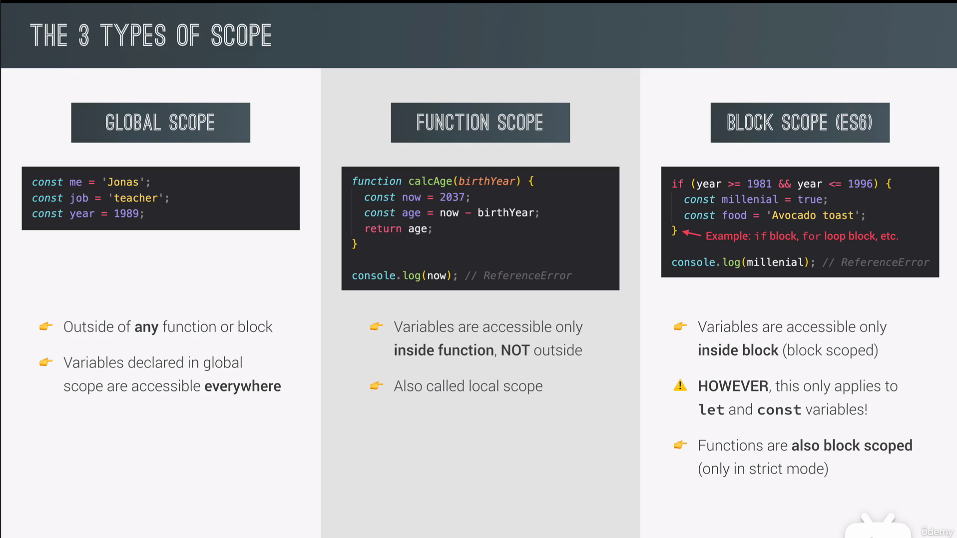 THE 3 TYPES OF SCOPE
GLOBAL SCOPE
const me = 'Jonas';
const job = 'teacher';
const year = 1989;
Outside of any function or block
Variables declared in global
scope are accessible everywhere
FUNCTION SCOPE
function calcAge(birthYear) {
const now = 2037;
const age = now − birthYear;
return age;
}
console.log(now); // ReferenceError
Variables are accessible only
inside function, NOT outside
Also called local scope
BLOCK SCOPE (ES6)
if (year >= 1981 && year <= 1996) {
const millenial = true;
const food = 'Avocado toast';
}
Example: if block, for loop block, etc.
console.log(millenial); // ReferenceError
Variables are accessible only
inside block (block scoped)
HOWEVER, this only applies to
let and const variables!
Functions are also block scoped
(only in strict mode)
ûdemy